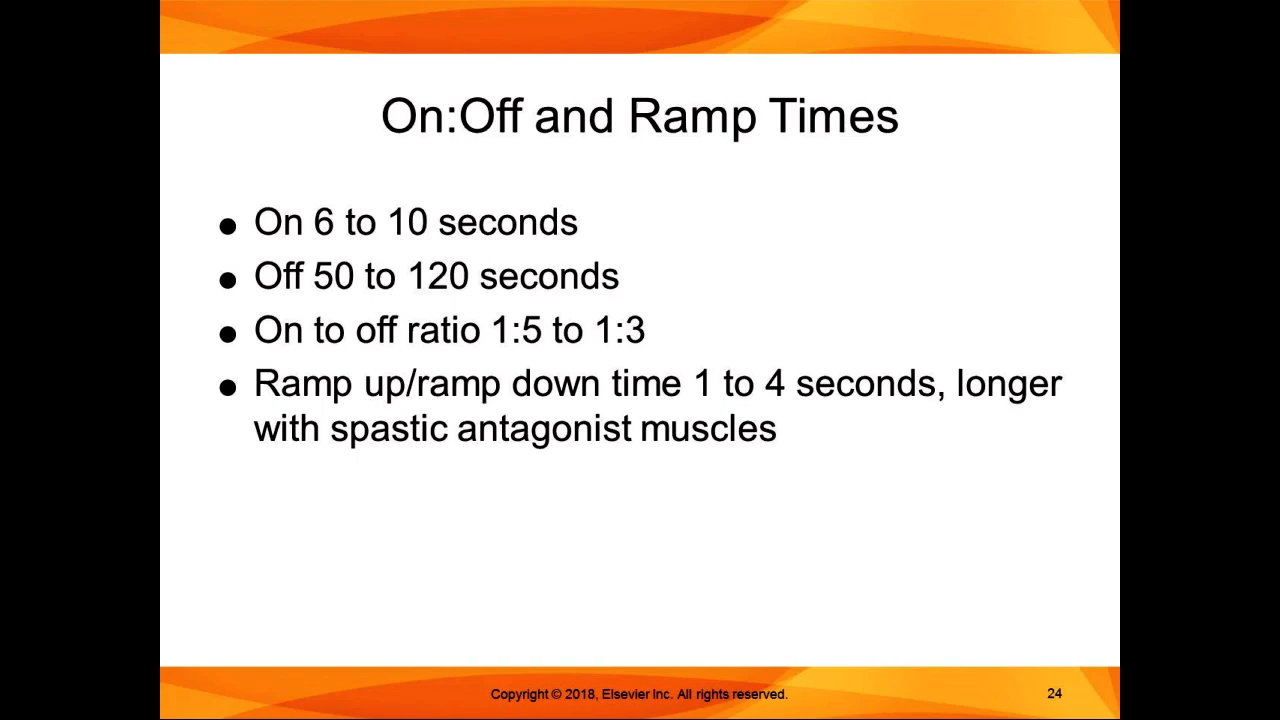 On:Off and Ramp Times
● On 6 to 10 seconds
● Off 50 to 120 seconds
● On to off ratio 1:5 to 1:3
● Ramp up/ramp down time 1 to 4 seconds, longer
with spastic antagonist muscles
Copyright © 2018, Elsevier Inc. All rights reserved.
24